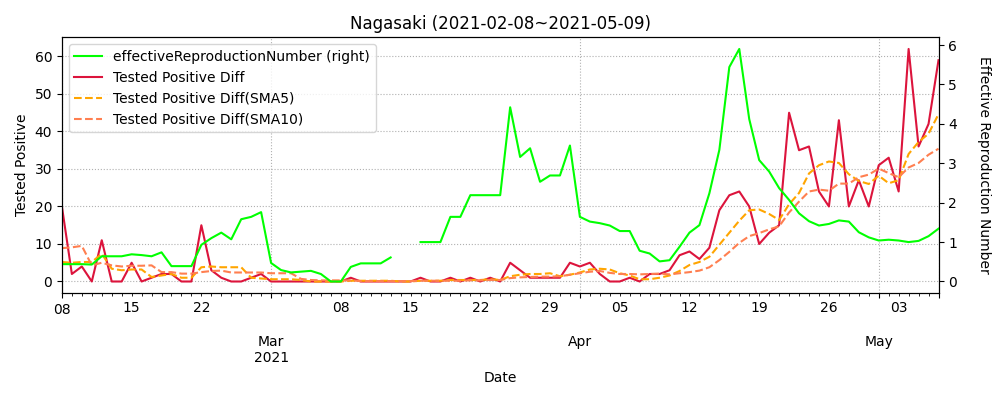 Nagasaki (2021-02-08~2021-05-09)
effectiveReproductionNumber (right)
Tested Positive Diff
Tested Positive Diff(SMA5)
Tested Positive Diff(SMA10)
Tested Positive
60
50
40
30
20
10
0
Effective Reproduction Number
6
5
4
3
2
1
0
08 15 22 08 15 22 29 05 12 19 26 03
Mar Apr May
2021
Date